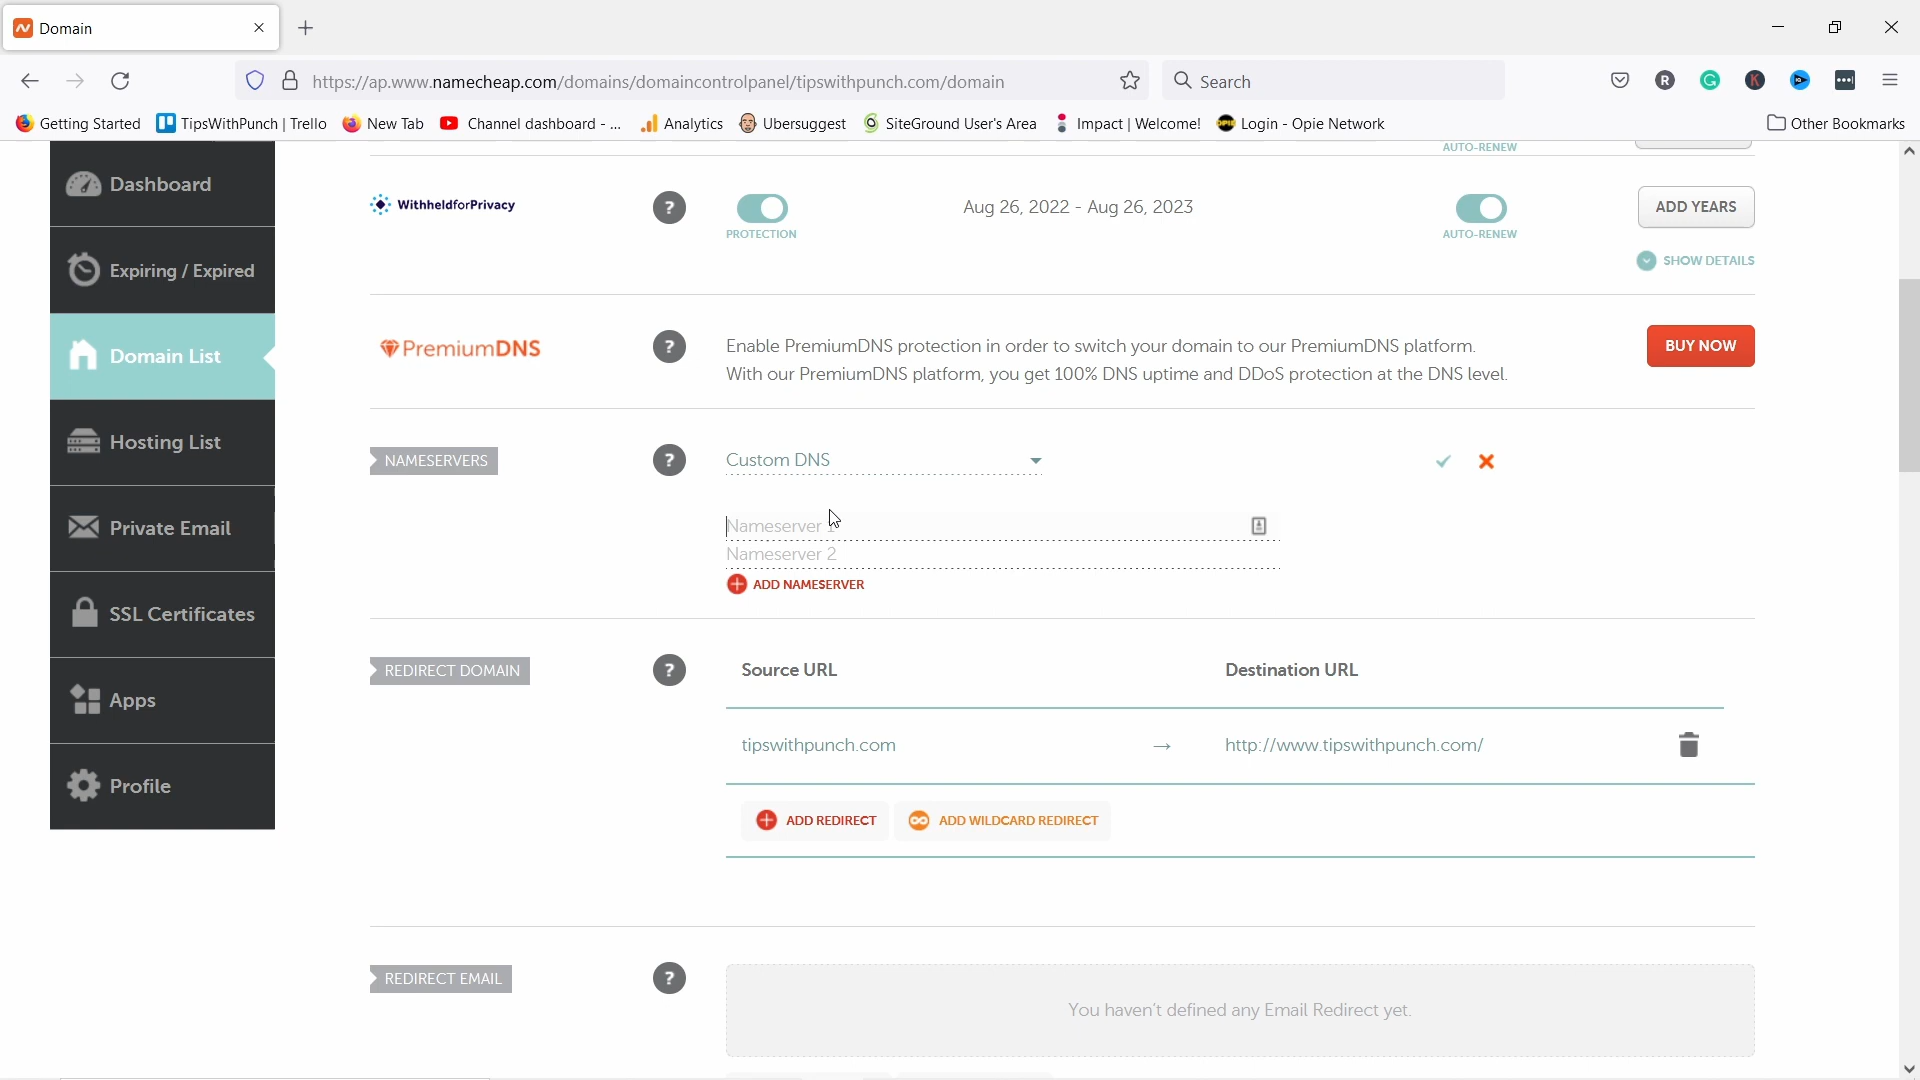 Domain
https://ap.www.namecheap.com/domains/domaincontrolpanel/tipswithpunch.com/domain
Search
R
K
Getting Started
TipsWithPunch | Trello
New Tab
Channel dashboard - ...
Analytics
Ubersuggest
SiteGround User's Area
Impact | Welcome!
Login - Opie Network
Other Bookmarks
AUTO-RENEW
Dashboard
Expiring / Expired
Domain List
Hosting List
Private Email
SSL Certificates
Apps
Profile
WithheldforPrivacy
?
PROTECTION
Aug 26, 2022 - Aug 26, 2023
AUTO-RENEW
ADD YEARS
SHOW DETAILS
PremiumDNS
?
Enable PremiumDNS protection in order to switch your domain to our PremiumDNS platform.
With our PremiumDNS platform, you get 100% DNS uptime and DDoS protection at the DNS level.
BUY NOW
NAMESERVERS
?
Custom DNS
Nameserver 1
Nameserver 2
ADD NAMESERVER
REDIRECT DOMAIN
?
Source URL
Destination URL
tipswithpunch.com
→
http://www.tipswithpunch.com/
ADD REDIRECT
ADD WILDCARD REDIRECT
REDIRECT EMAIL
?
You haven't defined any Email Redirect yet.